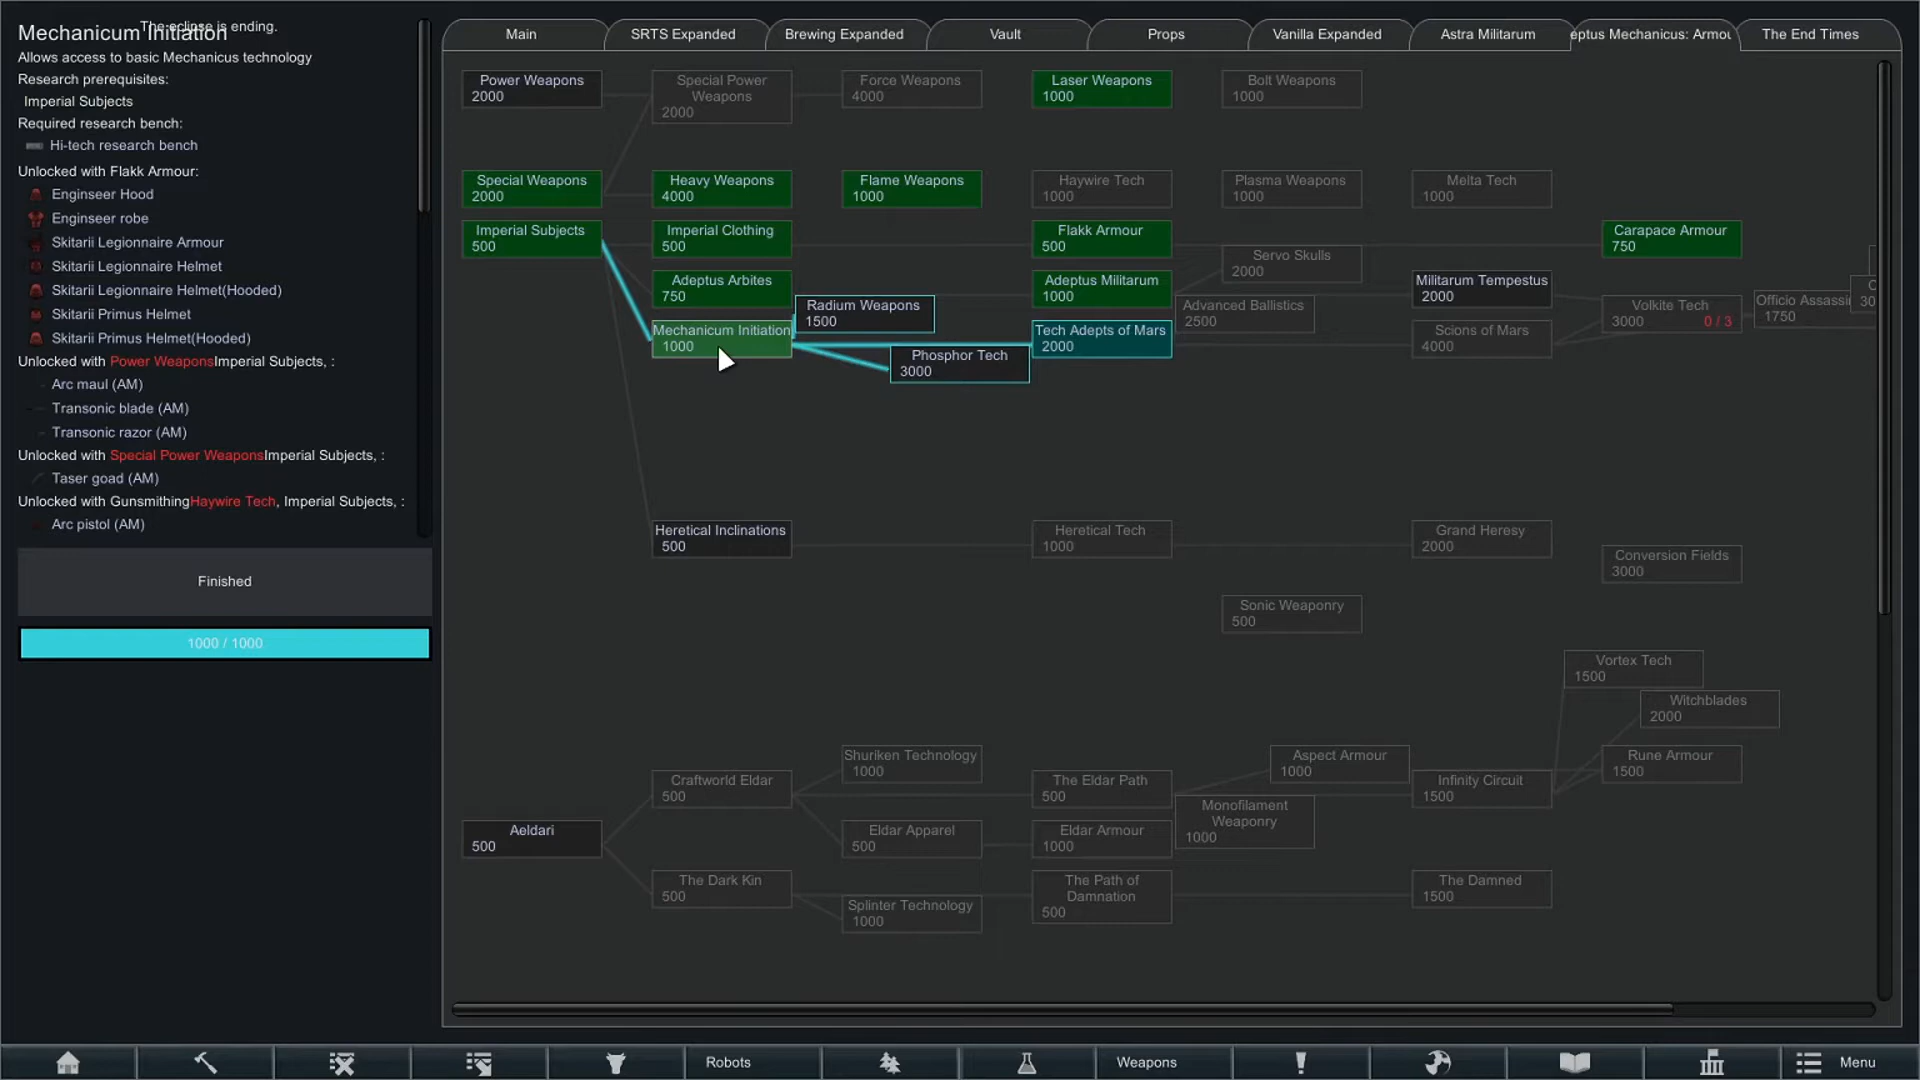 Mechanicum Initiation
The eclipse is ending.
Allows access to basic Mechanicus technology
Research prerequisites:
Imperial Subjects
Required research bench:
Hi-tech research bench
Unlocked with Flakk Armour:
Enginseer Hood
Enginseer robe
Skitarii Legionnaire Armour
Skitarii Legionnaire Helmet
Skitarii Legionnaire Helmet(Hooded)
Skitarii Primus Helmet
Skitarii Primus Helmet(Hooded)
Unlocked with Power WeaponsImperial Subjects, :
Arc maul (AM)
Transonic blade (AM)
Transonic razor (AM)
Unlocked with Special Power WeaponsImperial Subjects, :
Taser goad (AM)
Unlocked with GunsmithingHaywire Tech, Imperial Subjects, :
Arc pistol (AM)
Finished
1000 / 1000
Main
SRTS Expanded
Brewing Expanded
Vault
Props
Vanilla Expanded
Astra Militarum
eptus Mechanicus: Armou
The End Times
Power Weapons
2000
Special Power
Weapons
2000
Force Weapons
4000
Laser Weapons
1000
Bolt Weapons
1000
Special Weapons
2000
Heavy Weapons
4000
Flame Weapons
1000
Haywire Tech
1000
Plasma Weapons
1000
Melta Tech
1000
Imperial Subjects
500
Imperial Clothing
500
Flakk Armour
500
Servo Skulls
2000
Carapace Armour
750
Adeptus Arbites
750
Radium Weapons
1500
Adeptus Militarum
1000
Advanced Ballistics
2500
Militarum Tempestus
2000
Volkite Tech
3000 0 / 3
Officio Assassi
1750
C
30
Mechanicum Initiation
1000
Phosphor Tech
3000
Tech Adepts of Mars
2000
Scions of Mars
4000
Heretical Inclinations
500
Heretical Tech
1000
Grand Heresy
2000
Conversion Fields
3000
Sonic Weaponry
500
Vortex Tech
1500
Witchblades
2000
Shuriken Technology
1000
Aspect Armour
1000
Rune Armour
1500
Craftworld Eldar
500
The Eldar Path
500
Infinity Circuit
1500
Monofilament
Weaponry
1000
Aeldari
500
Eldar Apparel
500
Eldar Armour
1000
The Dark Kin
500
Splinter Technology
1000
The Path of
Damnation
500
The Damned
1500
Robots
Weapons
Menu